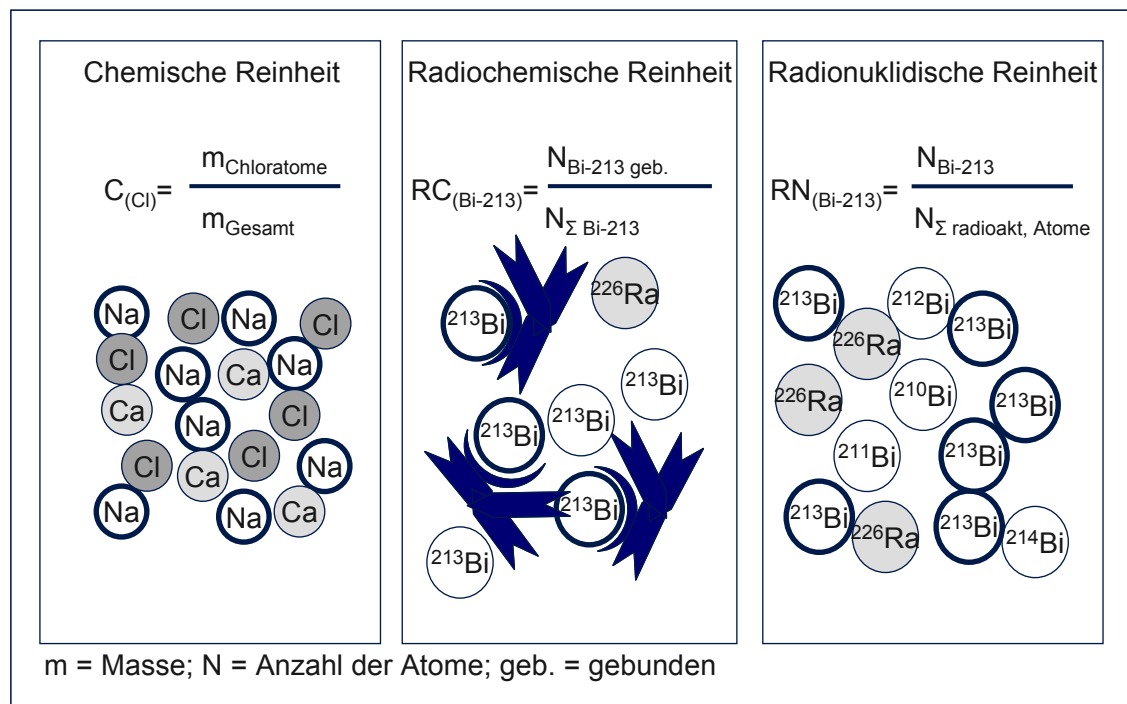 Chemische Reinheit
C(Cl)=
mChloratome
mGesamt
Na
Cl
Na
Cl
Cl
Na
Ca
Na
Ca
Na
Cl
Cl
Ca
Cl
Na
Na
Na
Ca
Radiochemische Reinheit
RC(Bi-213)=
NBi-213 geb.
NΣ Bi-213
²²⁶Ra
²¹³Bi
²¹³Bi
²¹³Bi
²¹³Bi
²¹³Bi
²¹³Bi
Radionuklidische Reinheit
RN(Bi-213)=
NBi-213
NΣ radioakt, Atome
²¹³Bi
²¹²Bi
²¹³Bi
²²⁶Ra
²²⁶Ra
²¹⁰Bi
²¹³Bi
²¹¹Bi
²¹³Bi
²¹³Bi
²²⁶Ra
²¹³Bi
²¹⁴Bi
m = Masse; N = Anzahl der Atome; geb. = gebunden